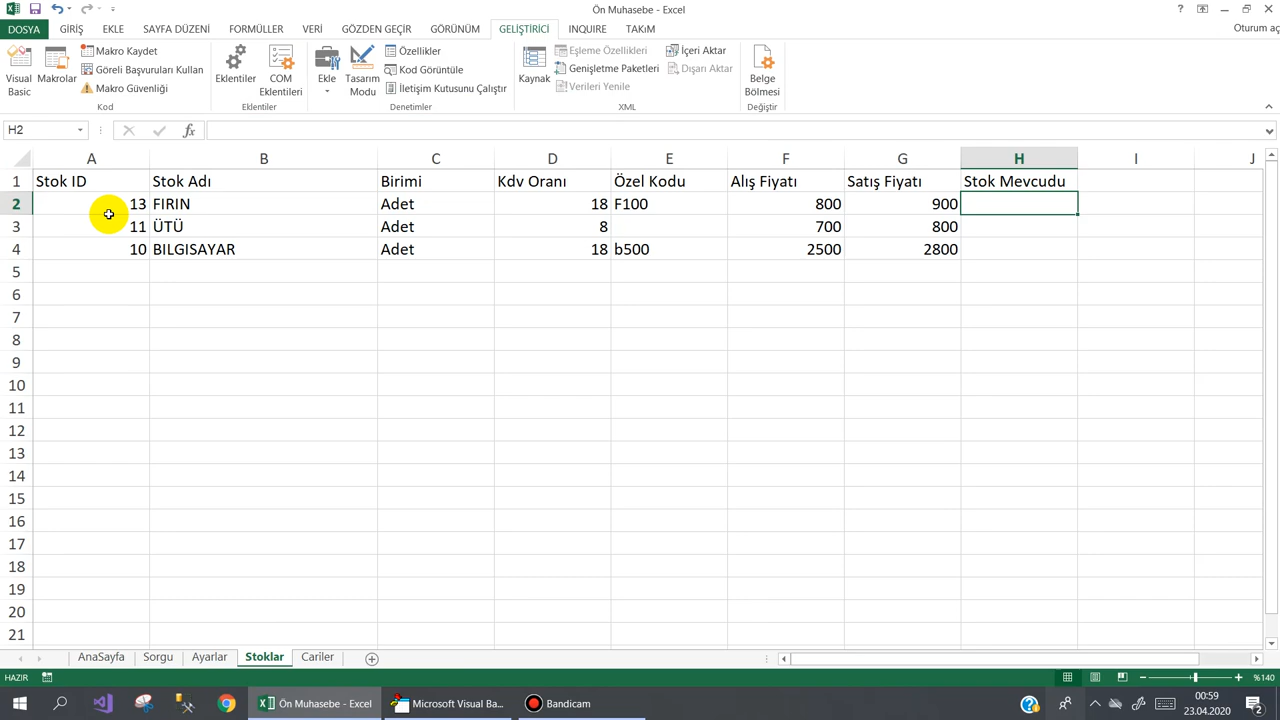 Ön Muhasebe - Excel
Oturum aç
DOSYA GİRİŞ EKLE SAYFA DÜZENİ FORMÜLLER VERİ GÖZDEN GEÇİR GÖRÜNÜM GELİŞTİRİCİ INQUIRE TAKıM
Visual Basic
Makrolar
Makro Kaydet
Göreli Başvuruları Kullan
Makro Güvenliği
Kod
Eklentiler
COM Eklentileri
Eklentiler
Ekle
Tasarım Modu
Özellikler
Kod Görüntüle
İletişim Kutusunu Çalıştır
Denetimler
Kaynak
Eşleme Özellikleri
Genişletme Paketleri
Verileri Yenile
İçeri Aktar
Dışarı Aktar
XML
Belge Bölmesi
Değiştir
H2 fx
A B C D E F G H I J
1 Stok ID Stok Adı Birimi Kdv Oranı Özel Kodu Alış Fiyatı Satış Fiyatı Stok Mevcudu
2 13 FIRIN Adet 18 F100 800 900
3 11 ÜTÜ Adet 8 700 800
4 10 BILGISAYAR Adet 18 b500 2500 2800
5
6
7
8
9
10
11
12
13
14
15
16
17
18
19
20
21
AnaSayfa Sorgu Ayarlar Stoklar Cariler
HAZIR %140
Ön Muhasebe - Excel Microsoft Visual Ba... Bandicam
00:59
23.04.2020
2